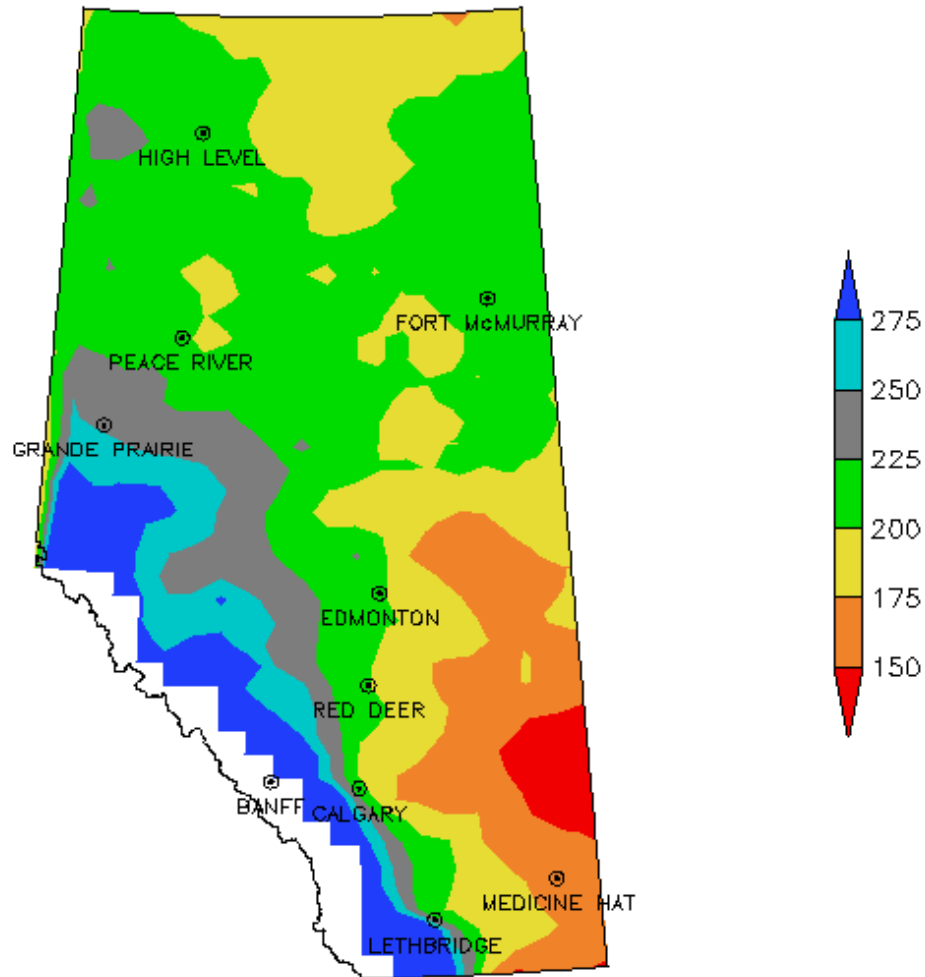 HIGH LEVEL
FORT McMURRAY
PEACE RIVER
GRANDE PRAIRIE
EDMONTON
RED DEER
BANFF
CALGARY
MEDICINE HAT
LETHBRIDGE
275
250
225
200
175
150